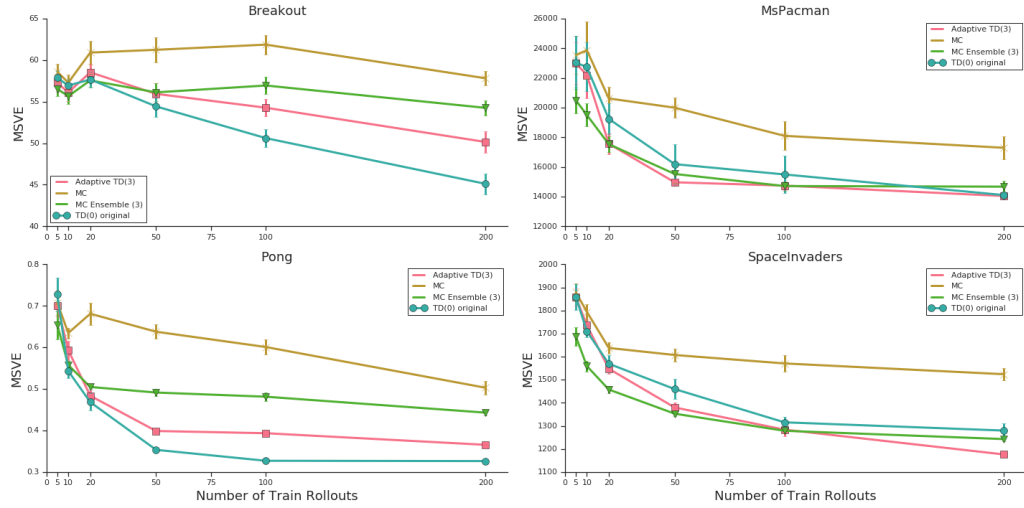 Breakout
MSVE
65
60
55
50
45
40
Adaptive TD(3)
MC
MC Ensemble (3)
TD(0) original
0 5 10 20 50 75 100 200
MsPacman
MSVE
26000
24000
22000
20000
18000
16000
14000
12000
Adaptive TD(3)
MC
MC Ensemble (3)
TD(0) original
0 5 10 20 50 75 100 200
Pong
MSVE
0.8
0.7
0.6
0.5
0.4
0.3
Adaptive TD(3)
MC
MC Ensemble (3)
TD(0) original
0 5 10 20 50 75 100 200
Number of Train Rollouts
SpaceInvaders
MSVE
2000
1900
1800
1700
1600
1500
1400
1300
1200
1100
Adaptive TD(3)
MC
MC Ensemble (3)
TD(0) original
0 5 10 20 50 75 100 200
Number of Train Rollouts